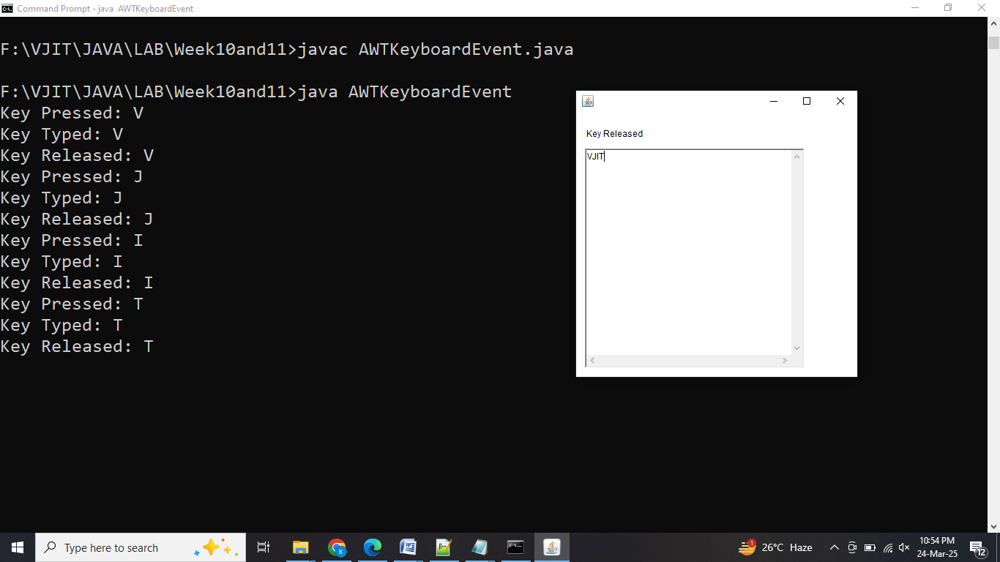 Command Prompt - java  AWTKeyboardEvent
F:\VJIT\JAVA\LAB\Week10and11>javac AWTKeyboardEvent.java
F:\VJIT\JAVA\LAB\Week10and11>java AWTKeyboardEvent
Key Pressed: V
Key Typed: V
Key Released: V
Key Pressed: J
Key Typed: J
Key Released: J
Key Pressed: I
Key Typed: I
Key Released: I
Key Pressed: T
Key Typed: T
Key Released: T
Key Released
VJIT
Type here to search
K
1
26°C Haze
10:54 PM
24-Mar-25
12